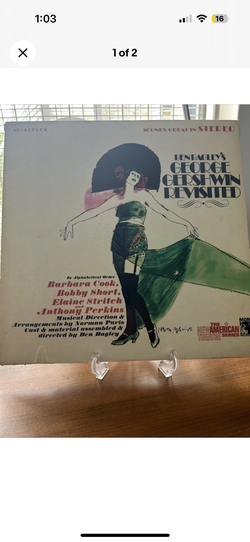 1:03
16
1 of 2
SOUNDS GREAT IN STEREO
BEN BAGLEY'S
GEORGE
GERSHWIN
REVISITED
In Alphabetical Order
Barbara Cook,
Bobby Short,
Elaine Stritch
and
Anthony Perkins
Musical Direction &
Arrangements by Norman Paris
Cast & material assembled &
directed by Ben Bagley
THE
AMERICAN
SERIES